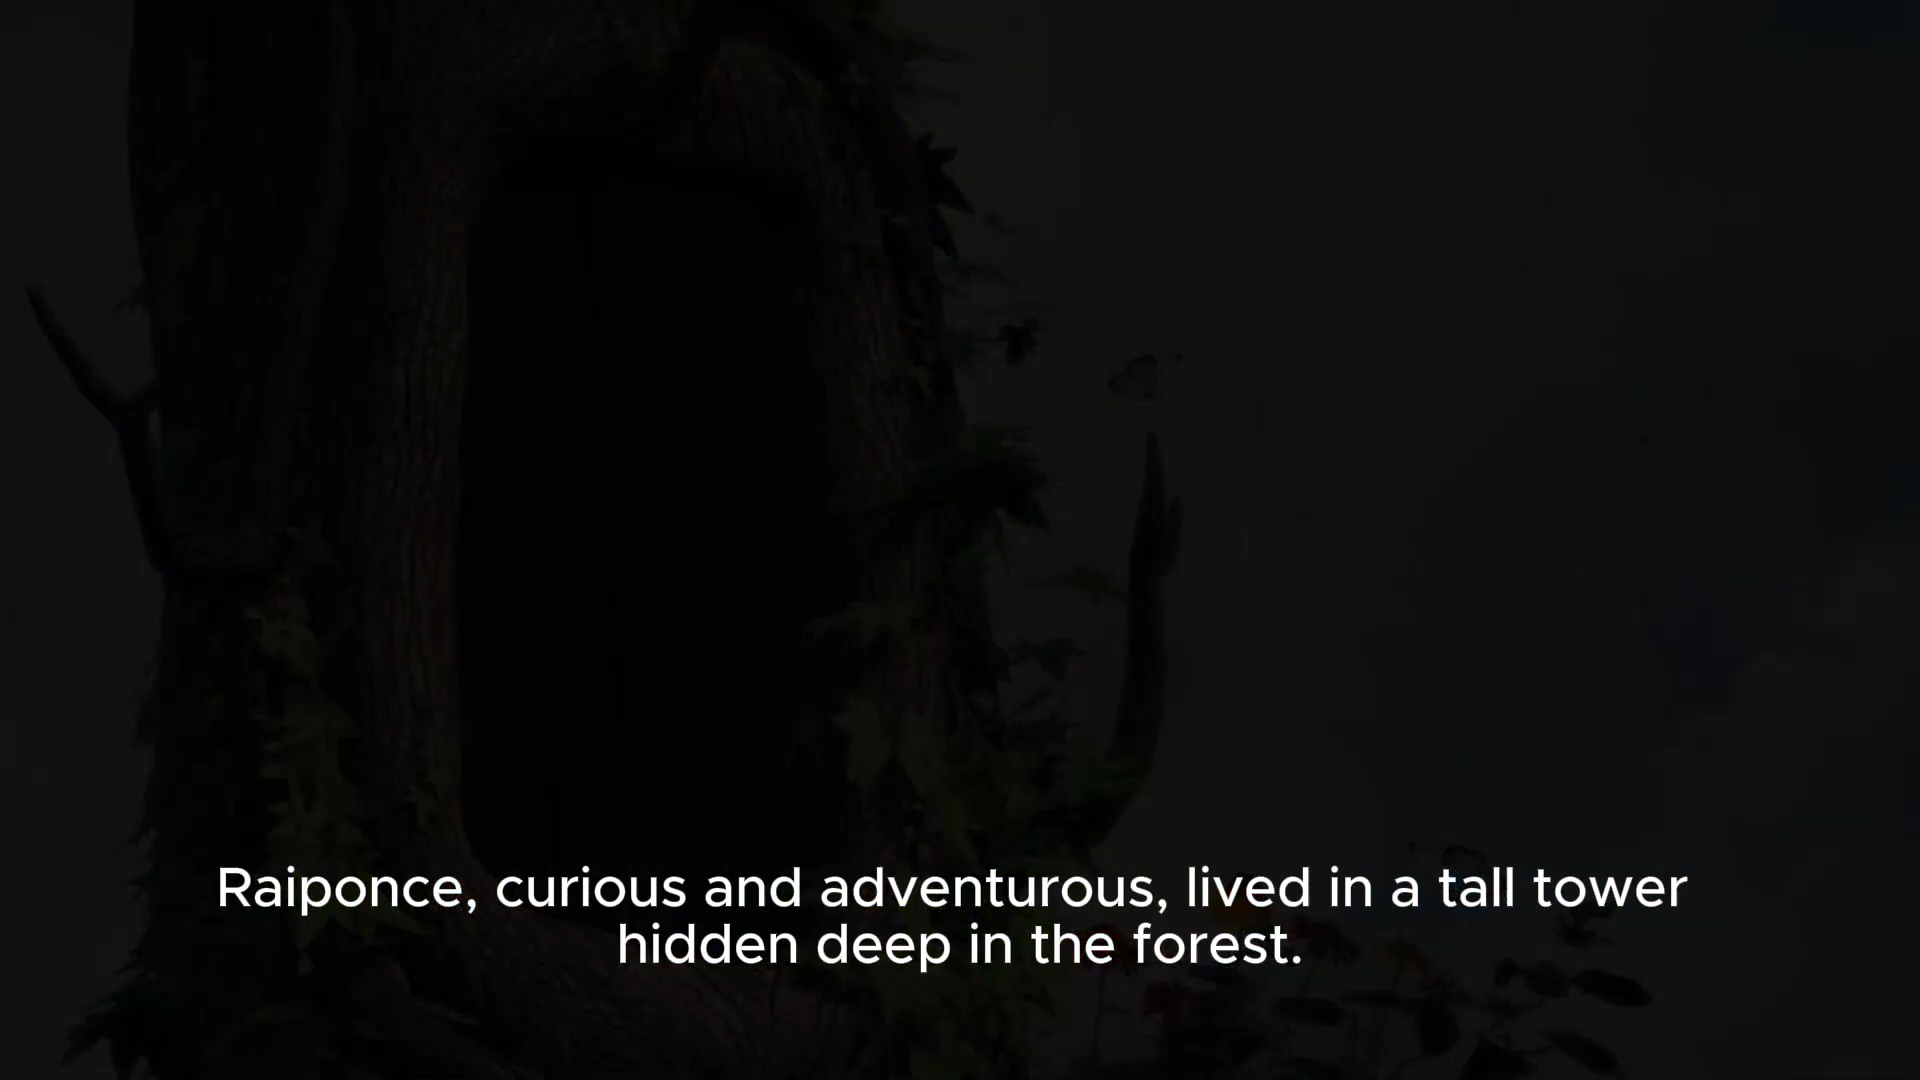 Raiponce, curious and adventurous, lived in a tall tower
hidden deep in the forest.